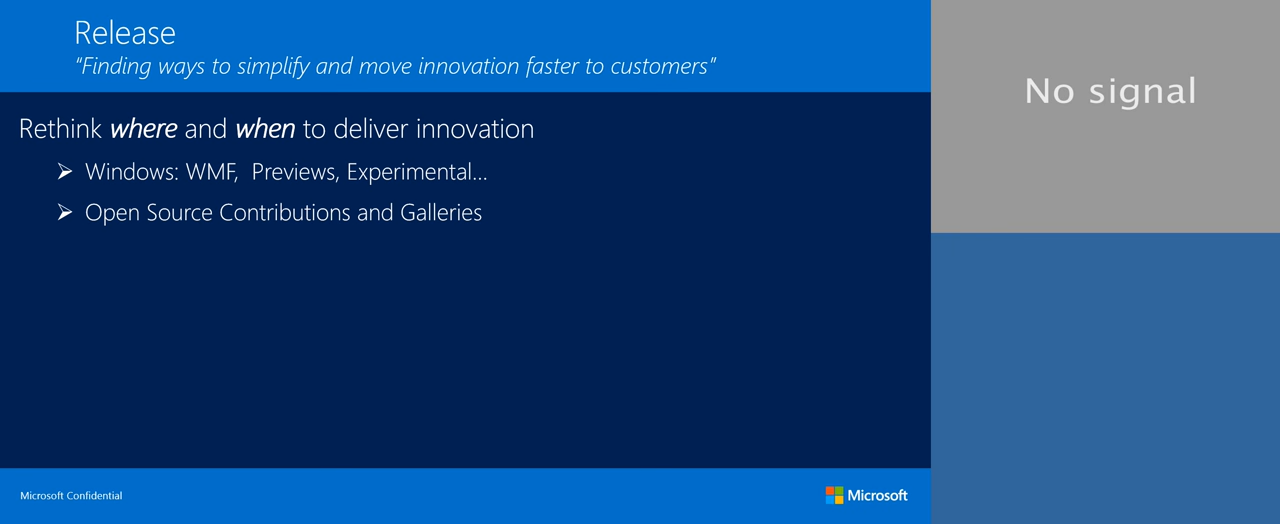 Release
“Finding ways to simplify and move innovation faster to customers”
Rethink where and when to deliver innovation
Windows: WMF,  Previews, Experimental...
Open Source Contributions and Galleries
Microsoft Confidential
Microsoft
No signal